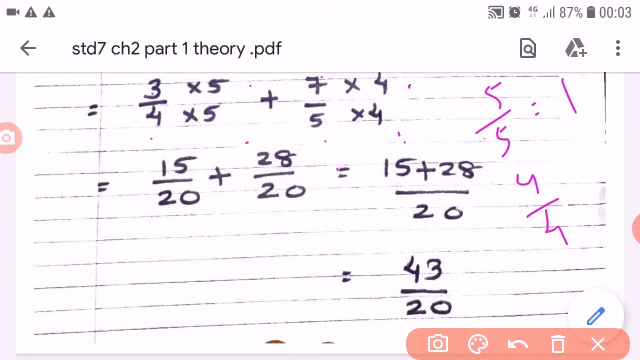 4G 87% 00:03
std7 ch2 part 1 theory .pdf
= 3/4 ×5/×5 + 7/5 ×4/×4
5/5 = 1
= 15/20 + 28/20 = 15+28/20
4/4
= 43/20